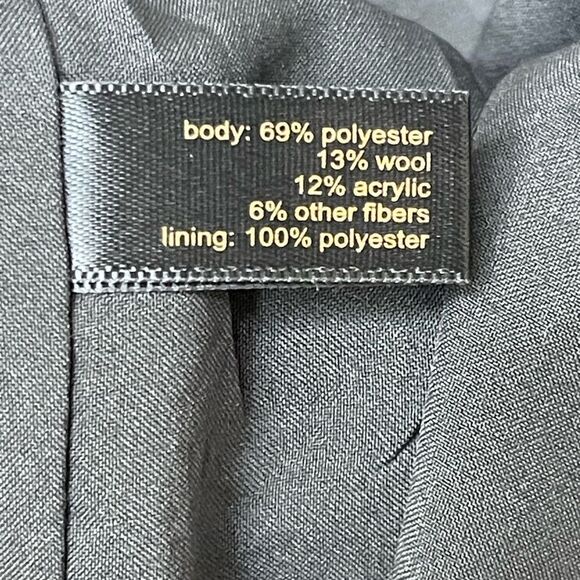 body: 69% polyester
13% wool
12% acrylic
6% other fibers
lining: 100% polyester